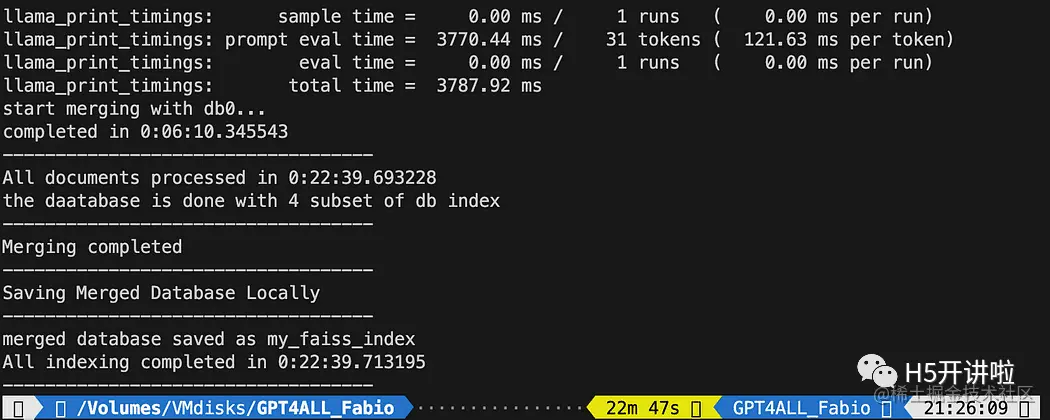 llama_print_timings:      sample time =     0.00 ms /     1 runs   (    0.00 ms per run)
llama_print_timings: prompt eval time =  3770.44 ms /    31 tokens (  121.63 ms per token)
llama_print_timings:        eval time =     0.00 ms /     1 runs   (    0.00 ms per run)
llama_print_timings:       total time =  3787.92 ms
start merging with db0...
completed in 0:06:10.345543
-----------------------------------
All documents processed in 0:22:39.693228
the daatabase is done with 4 subset of db index
-----------------------------------
Merging completed
-----------------------------------
Saving Merged Database Locally
-----------------------------------
merged database saved as my_faiss_index
All indexing completed in 0:22:39.713195
-----------------------------------
/Volumes/VMdisks/GPT4ALL_Fabio 22m 47s GPT4ALL_Fabio 21:26:09
H5开讲啦
@稀土掘金技术社区